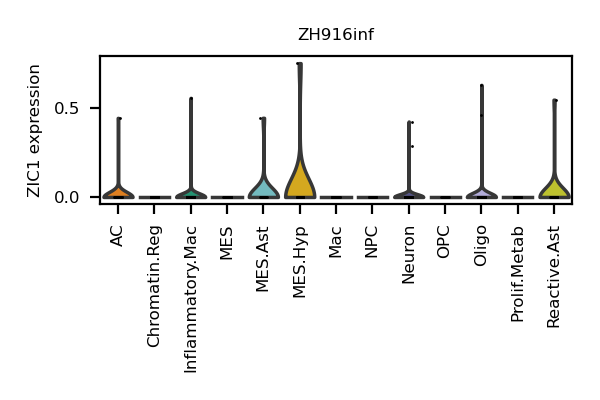 ZH916inf
ZIC1 expression
0.5
0.0
AC
Chromatin.Reg
Inflammatory.Mac
MES
MES.Ast
MES.Hyp
Mac
NPC
Neuron
OPC
Oligo
Prolif.Metab
Reactive.Ast